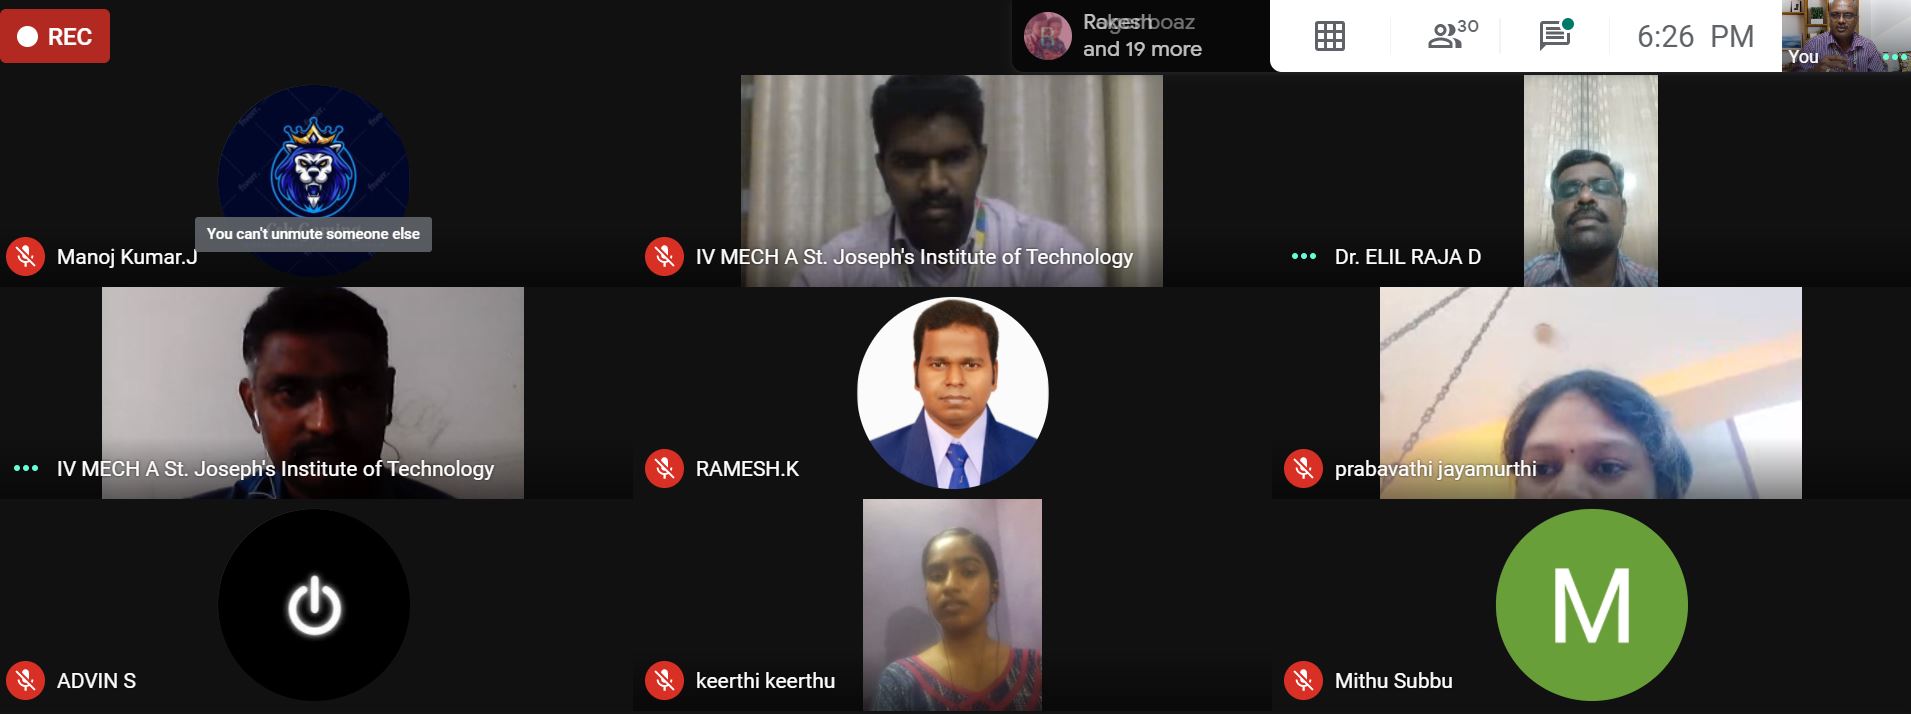 REC
and 19 more
30
6:26 PM
You
You can't unmute someone else
Manoj Kumar.J
IV MECH A St. Joseph's Institute of Technology
Dr. ELIL RAJA D
IV MECH A St. Joseph's Institute of Technology
RAMESH.K
prabavathi jayamurthi
ADVIN S
keerthi keerthu
Mithu Subbu
M